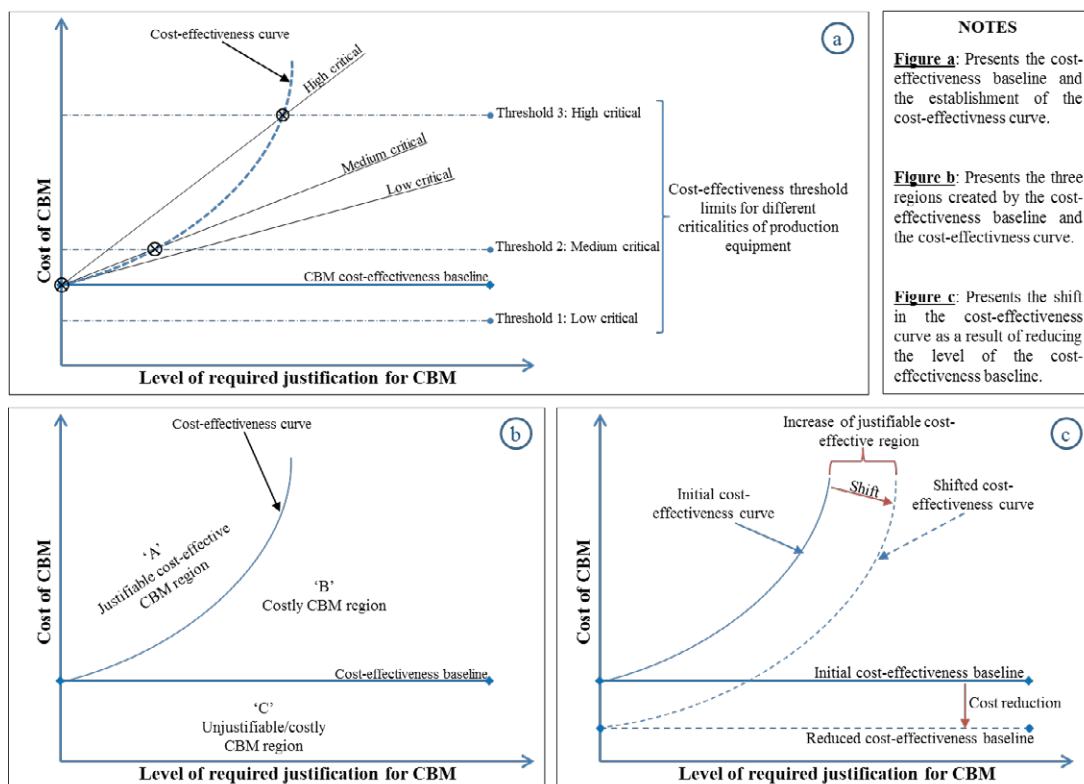 Cost-effectiveness curve
a
High critical
Threshold 3: High critical
Medium critical
Low critical
Cost-effectiveness threshold
limits for different
criticalities of production
equipment
Threshold 2: Medium critical
CBM cost-effectiveness baseline
Threshold 1: Low critical
Cost of CBM
Level of required justification for CBM
NOTES
Figure a: Presents the cost-
effectiveness baseline and
the establishment of the
cost-effectivness curve.
Figure b: Presents the three
regions created by the cost-
effectiveness baseline and
the cost-effectivness curve.
Figure c: Presents the shift
in the cost-effectiveness
curve as a result of reducing
the level of the cost-
effectiveness baseline.
Cost-effectiveness curve
b
‘A’
Justifiable cost-effective
CBM region
‘B’
Costly CBM region
Cost-effectiveness baseline
‘C’
Unjustifiable/costly
CBM region
Cost of CBM
Level of required justification for CBM
Increase of justifiable cost-
effective region
c
Shift
Initial cost-
effectiveness curve
Shifted cost-
effectiveness curve
Initial cost-effectiveness baseline
Cost reduction
Reduced cost-effectiveness baseline
Cost of CBM
Level of required justification for CBM